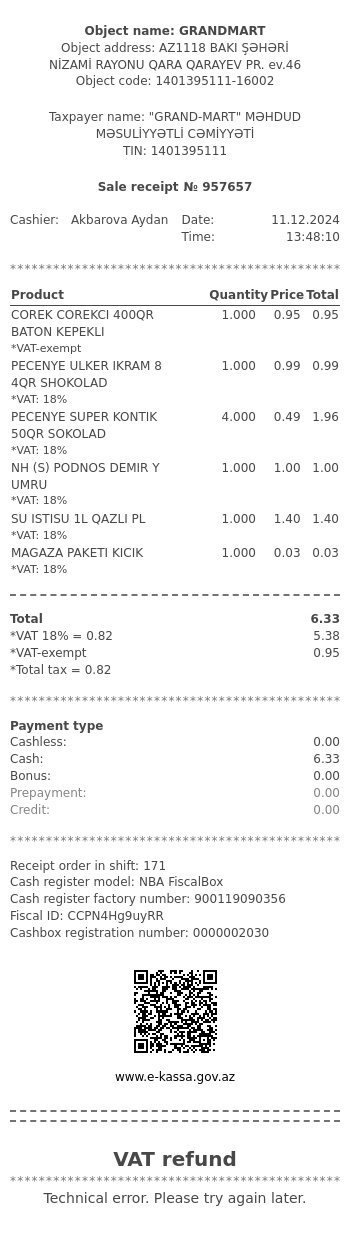 Object name: GRANDMART
Object address: AZ1118 BAKI ŞƏHƏRİ
NİZAMİ RAYONU QARA QARAYEV PR. ev.46
Object code: 1401395111-16002
Taxpayer name: "GRAND-MART" MƏHDUD
MƏSULİYYƏTLİ CƏMİYYƏTİ
TIN: 1401395111
Sale receipt № 957657
Cashier: Akbarova Aydan Date: 11.12.2024
Time: 13:48:10
********************************************
Product Quantity Price Total
COREK COREKCI 400QR 1.000 0.95 0.95
BATON KEPEKLI
*VAT-exempt
PECENYE ULKER IKRAM 8 1.000 0.99 0.99
4QR SHOKOLAD
*VAT: 18%
PECENYE SUPER KONTIK 4.000 0.49 1.96
50QR SOKOLAD
*VAT: 18%
NH (S) PODNOS DEMIR Y 1.000 1.00 1.00
UMRU
*VAT: 18%
SU ISTISU 1L QAZLI PL 1.000 1.40 1.40
*VAT: 18%
MAGAZA PAKETI KICIK 1.000 0.03 0.03
*VAT: 18%
Total 6.33
*VAT 18% = 0.82 5.38
*VAT-exempt 0.95
*Total tax = 0.82
********************************************
Payment type
Cashless: 0.00
Cash: 6.33
Bonus: 0.00
Prepayment: 0.00
Credit: 0.00
********************************************
Receipt order in shift: 171
Cash register model: NBA FiscalBox
Cash register factory number: 900119090356
Fiscal ID: CCPN4Hg9uyRR
Cashbox registration number: 0000002030
www.e-kassa.gov.az
VAT refund
********************************************
Technical error. Please try again later.